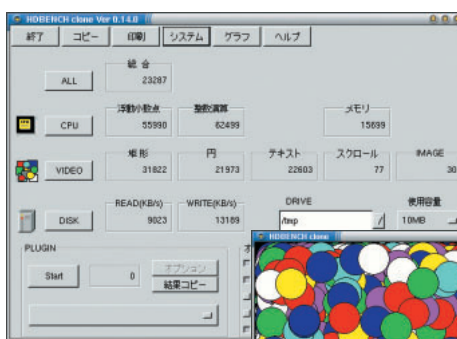 HDBENCH clone Ver 0.14.0
終了 コピー 印刷 システム グラフ ヘルプ
総合
ALL 23287
浮動小数点 整数演算 メモリ
CPU 55990 62499 15699
矩形 円 テキスト スクロール IMAGE
VIDEO 31822 21973 22603 77 30
READ(KB/s) WRITE(KB/s) DRIVE 使用容量
DISK 9023 13189 /tmp 10MB
HDBENCH clone
PLUGIN
Start 0 オプション
結果コピー